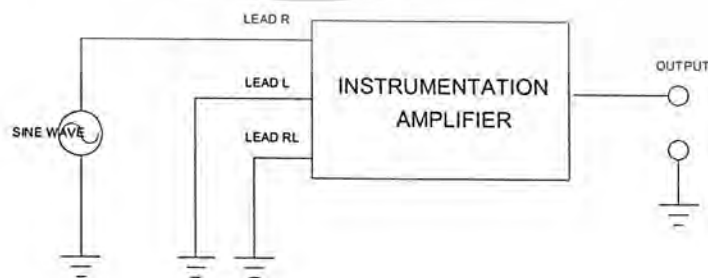 LEAD R
OUTPUT
LEAD L
INSTRUMENTATION
AMPLIFIER
SINE WAVE
LEAD RL